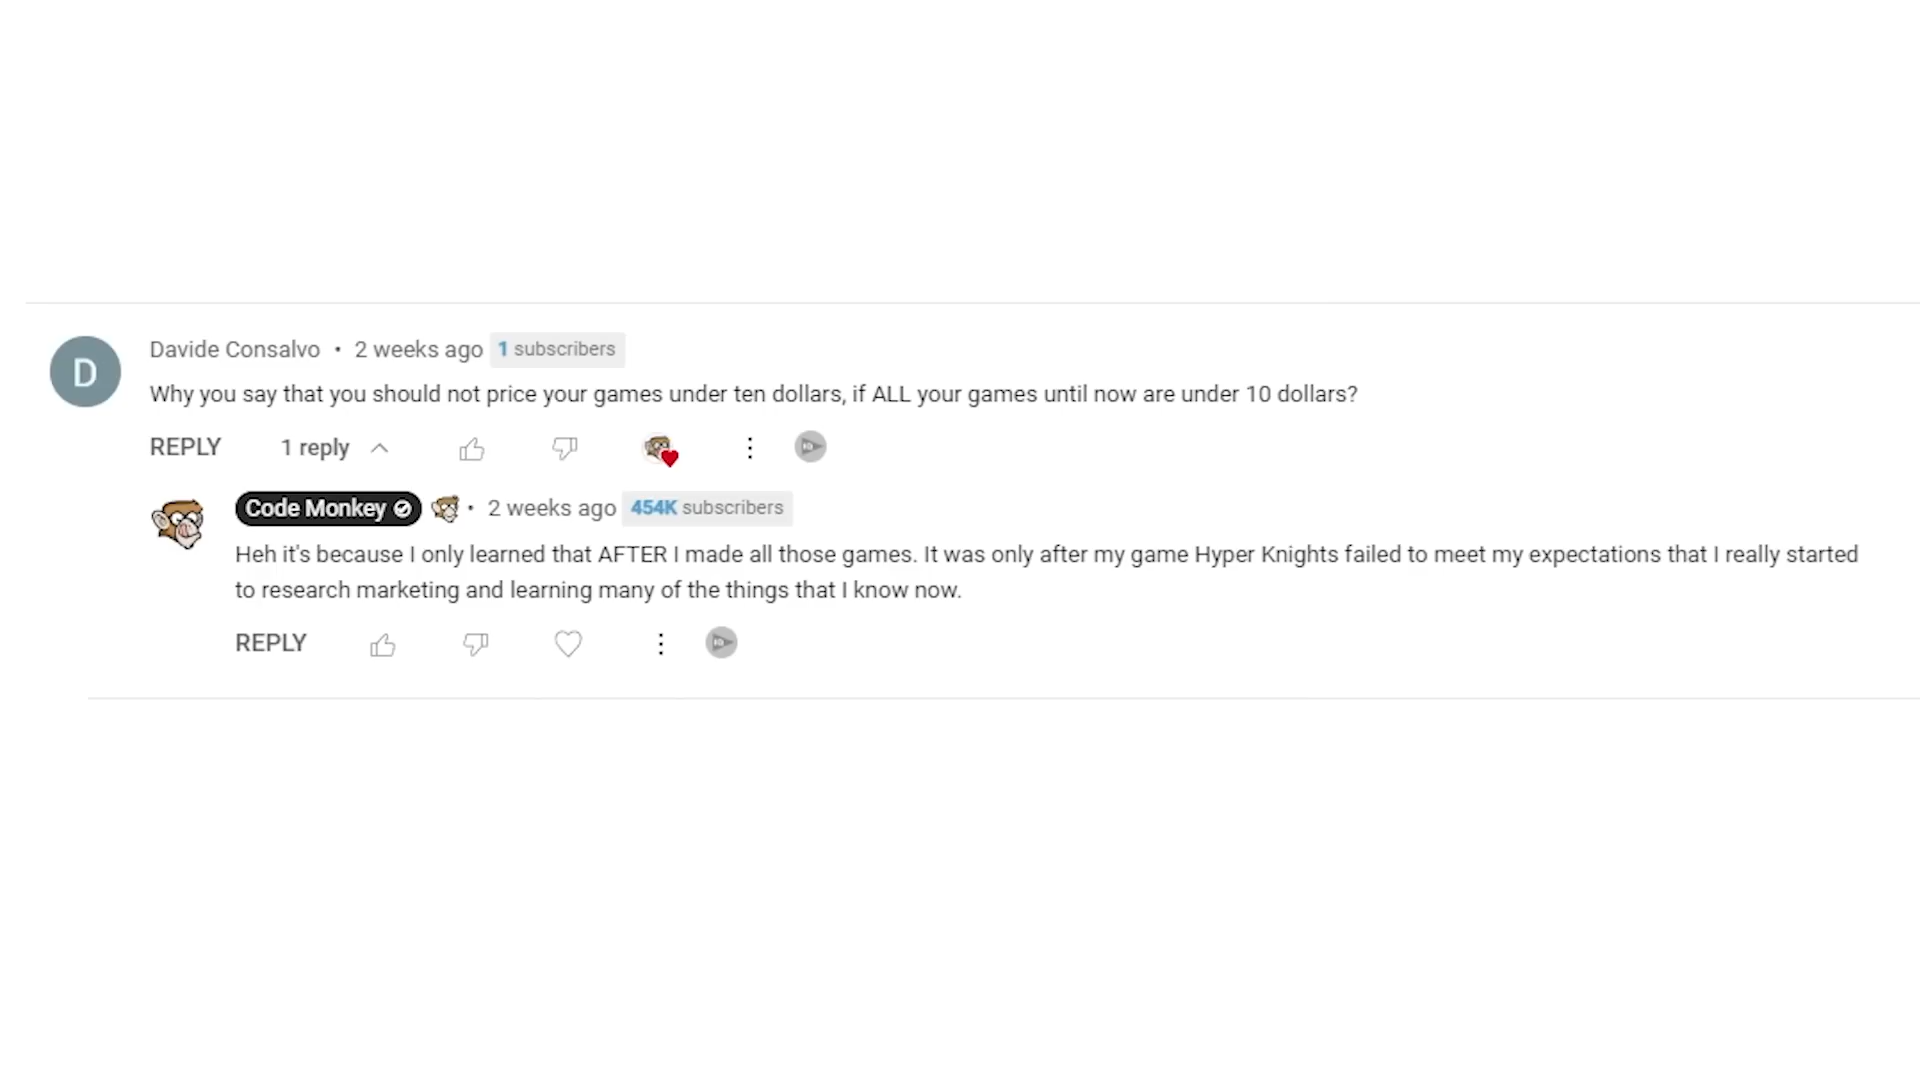 D
Davide Consalvo • 2 weeks ago 1 subscribers
Why you say that you should not price your games under ten dollars, if ALL your games until now are under 10 dollars?
REPLY 1 reply
Code Monkey • 2 weeks ago 454K subscribers
Heh it's because I only learned that AFTER I made all those games. It was only after my game Hyper Knights failed to meet my expectations that I really started
to research marketing and learning many of the things that I know now.
REPLY